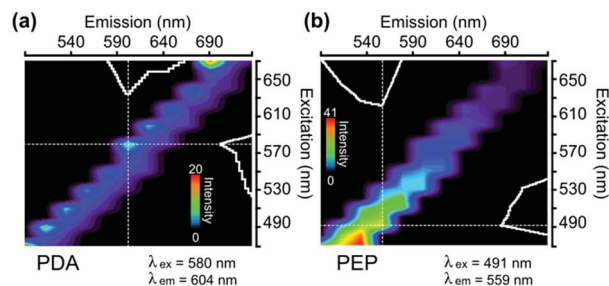 (a)
Emission (nm)
540 590 640 690
650
610
570
530
490
Excitation (nm)
20
Intensity
0
PDA
λex = 580 nm
λem = 604 nm
(b)
Emission (nm)
540 590 640 690
650
610
570
530
490
Excitation (nm)
41
Intensity
0
PEP
λex = 491 nm
λem = 559 nm